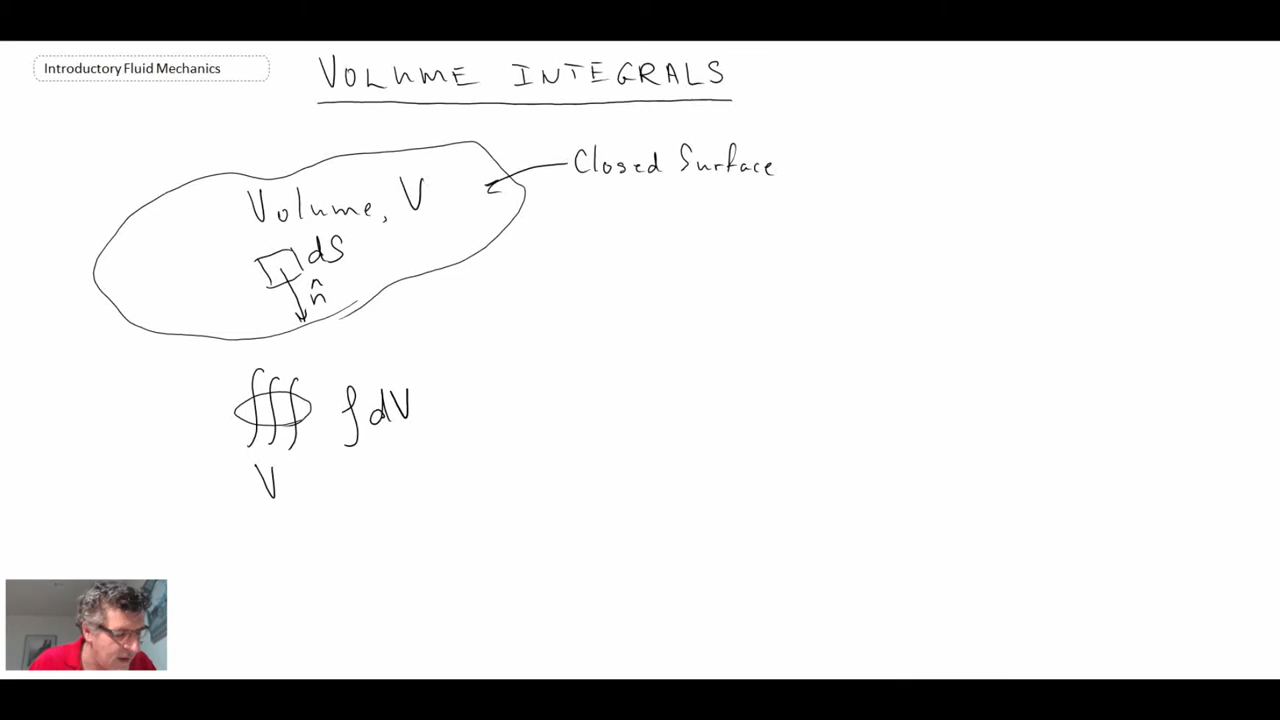 Introductory Fluid Mechanics
VOLUME INTEGRALS
Closed Surface
Volume, V
dS
n̂
∰ ρ dV
V